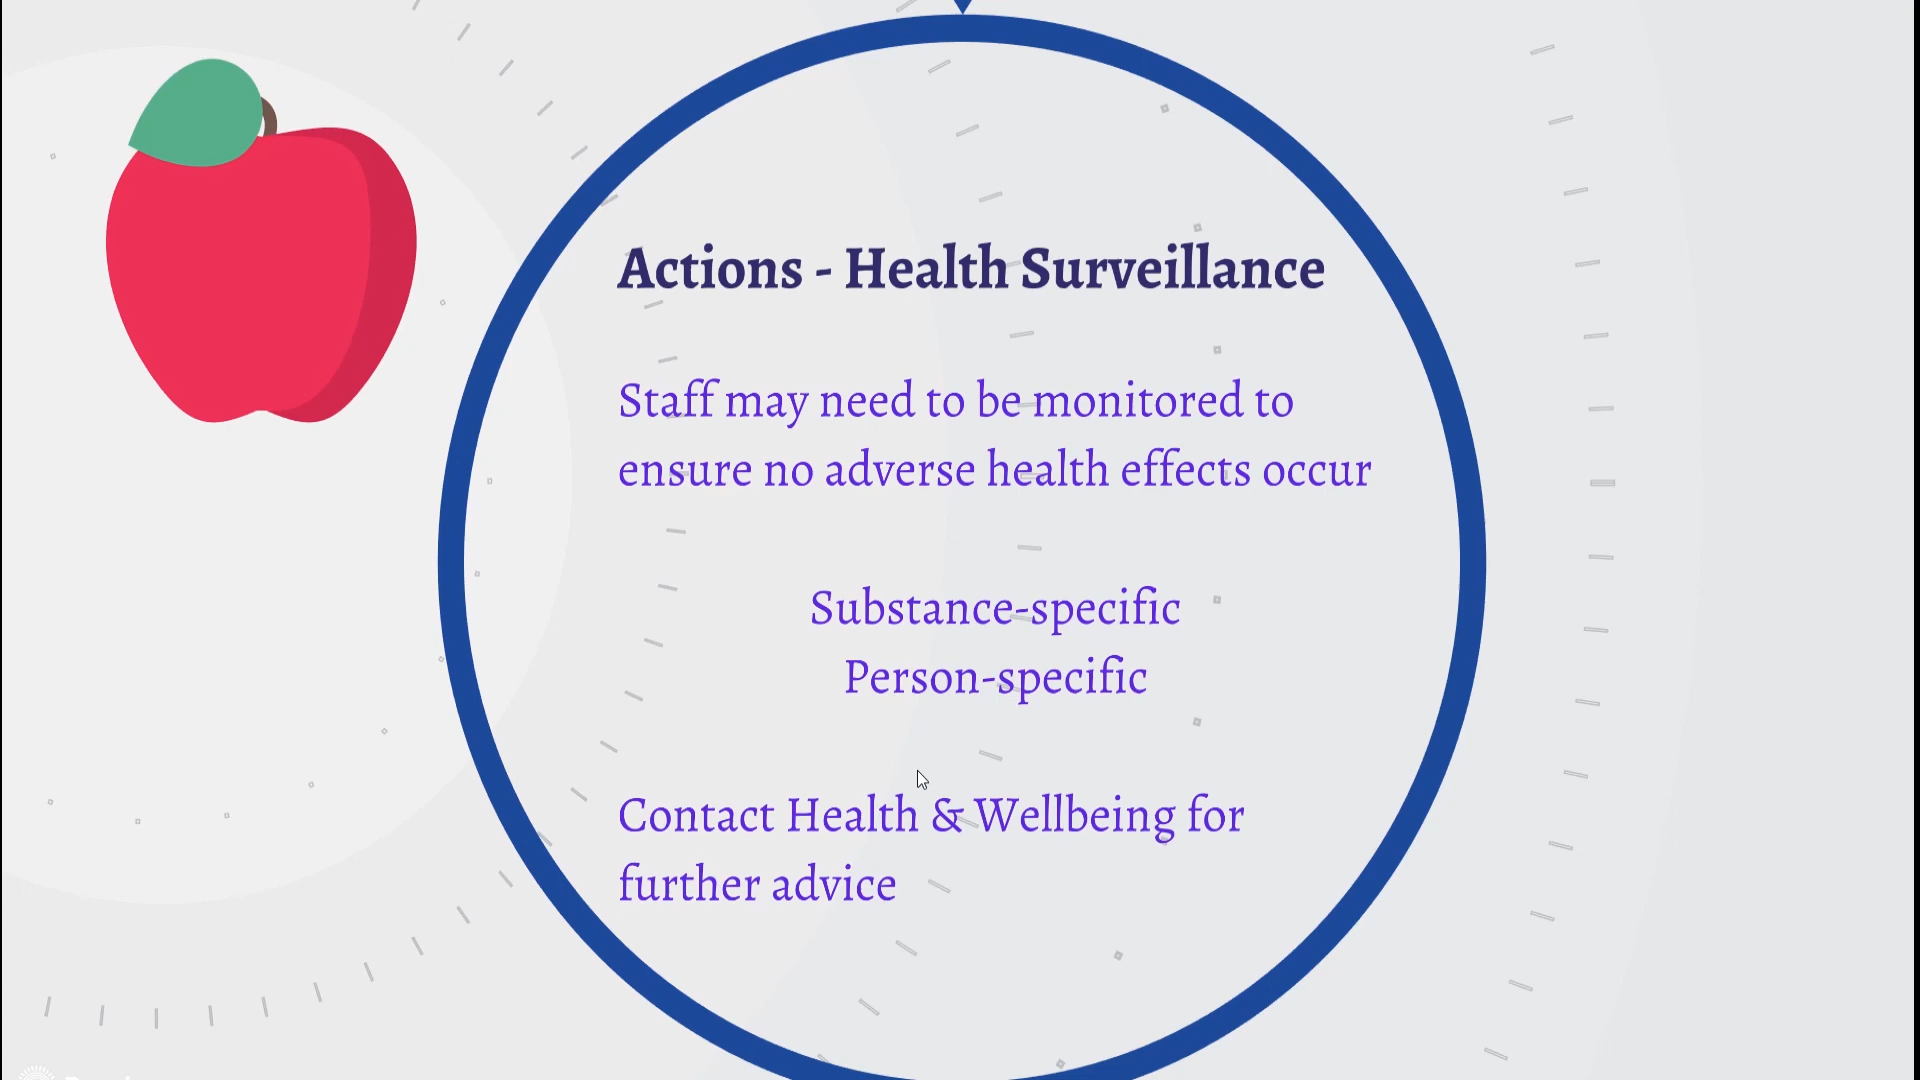 Actions - Health Surveillance
Staff may need to be monitored to
ensure no adverse health effects occur
Substance-specific
Person-specific
Contact Health & Wellbeing for
further advice